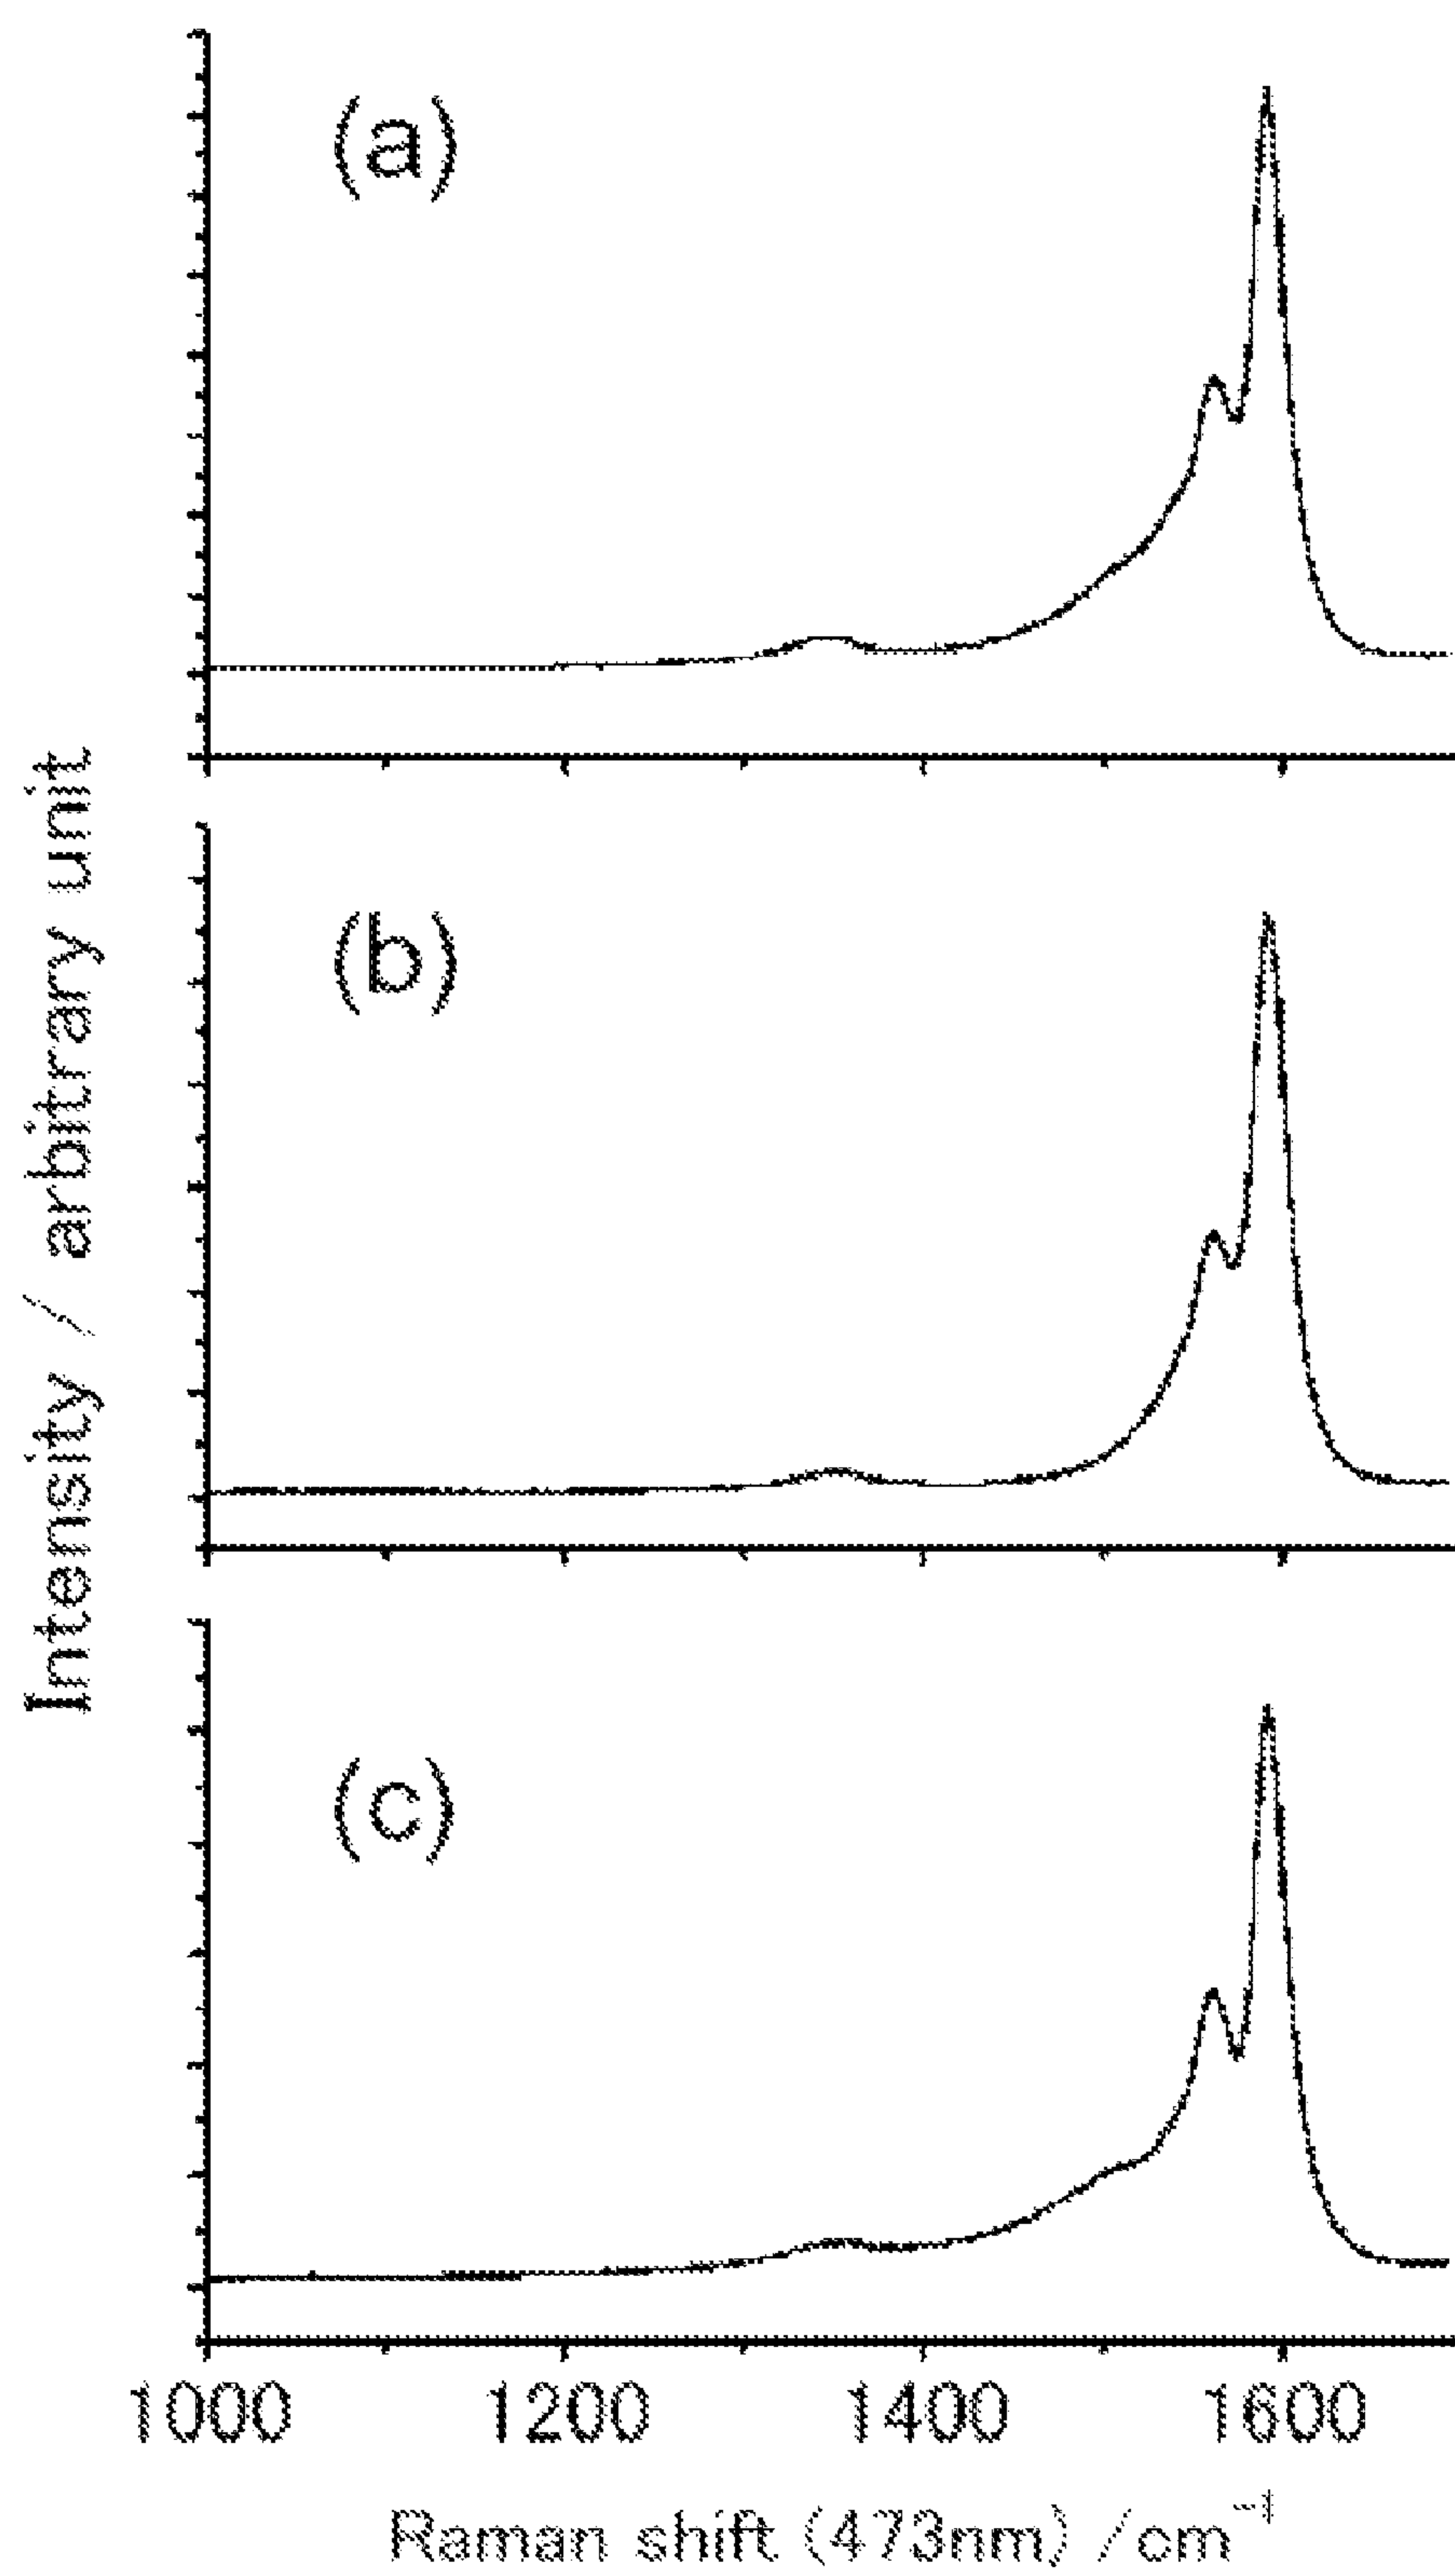 (a)
(b)
(c)
Intensity / arbitrary unit
1000 1200 1400 1600
Raman shift (473nm) /cm⁻¹